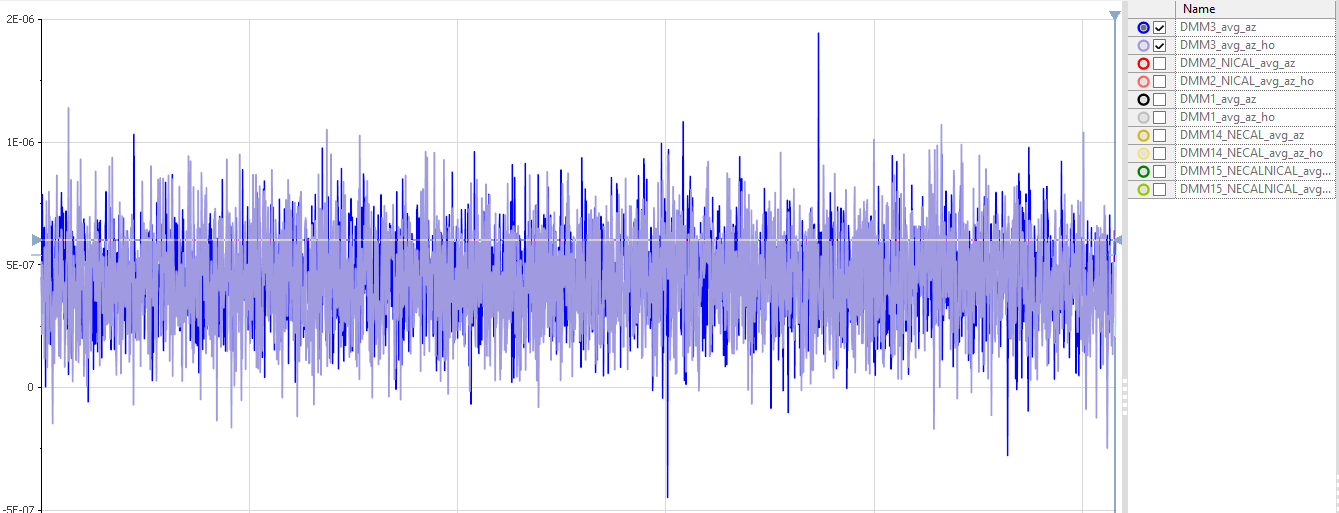 2E-06
1E-06
5E-07
0
-5E-07
Name
DMM3_avg_az
DMM3_avg_az_ho
DMM2_NICAL_avg_az
DMM2_NICAL_avg_az_ho
DMM1_avg_az
DMM1_avg_az_ho
DMM14_NECAL_avg_az
DMM14_NECAL_avg_az_ho
DMM15_NECALNICAL_avg...
DMM15_NECALNICAL_avg...